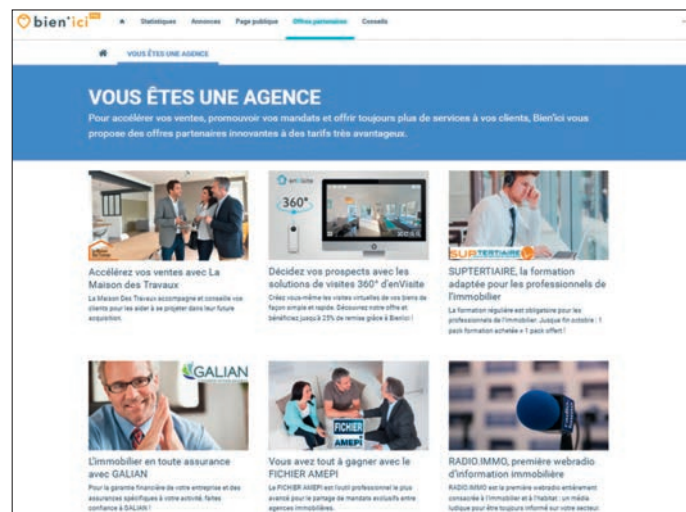 bien'ici
Statistiques Annonces Page publique Offres partenaires Conseils
VOUS ÊTES UNE AGENCE
VOUS ÊTES UNE AGENCE
Pour accélérer vos ventes, promouvoir vos mandats et offrir toujours plus de services à vos clients, Bien'ici vous
propose des offres partenaires innovantes à des tarifs très avantageux.
enVisite
360°
SUPTERTIAIRE
Accélérez vos ventes avec La
Maison des Travaux
La Maison Des Travaux accompagne et conseille vos
clients pour les aider à se projeter dans leur future
acquisition.
Décidez vos prospects avec les
solutions de visites 360° d'enVisite
Créez vous-même les visites virtuelles de vos biens de
façon simple et rapide. Découvrez notre offre et
bénéficiez jusqu'à 25% de remise grâce à Bienici !
SUPTERTIAIRE, la formation
adaptée pour les professionnels de
l'immobilier
La formation régulière est obligatoire pour les
professionnels de l'immobilier. Jusque fin octobre : 1
pack formation achetée = 1 pack offert !
GALIAN
FICHIER
AMEPI
L'immobilier en toute assurance
avec GALIAN
Pour la garantie financière de votre entreprise et des
assurances spécifiques à votre activité, faites
confiance à GALIAN !
Vous avez tout à gagner avec le
FICHIER AMEPI
Le FICHIER AMEPI est l'outil professionnel le plus
avancé pour le partage de mandats exclusifs entre
agences immobilières.
RADIO.IMMO, première webradio
d'information immobilière
RADIO.IMMO est la première webradio entièrement
consacrée à l'immobilier et à l'habitat : un média
ludique pour être toujours informé sur votre secteur.